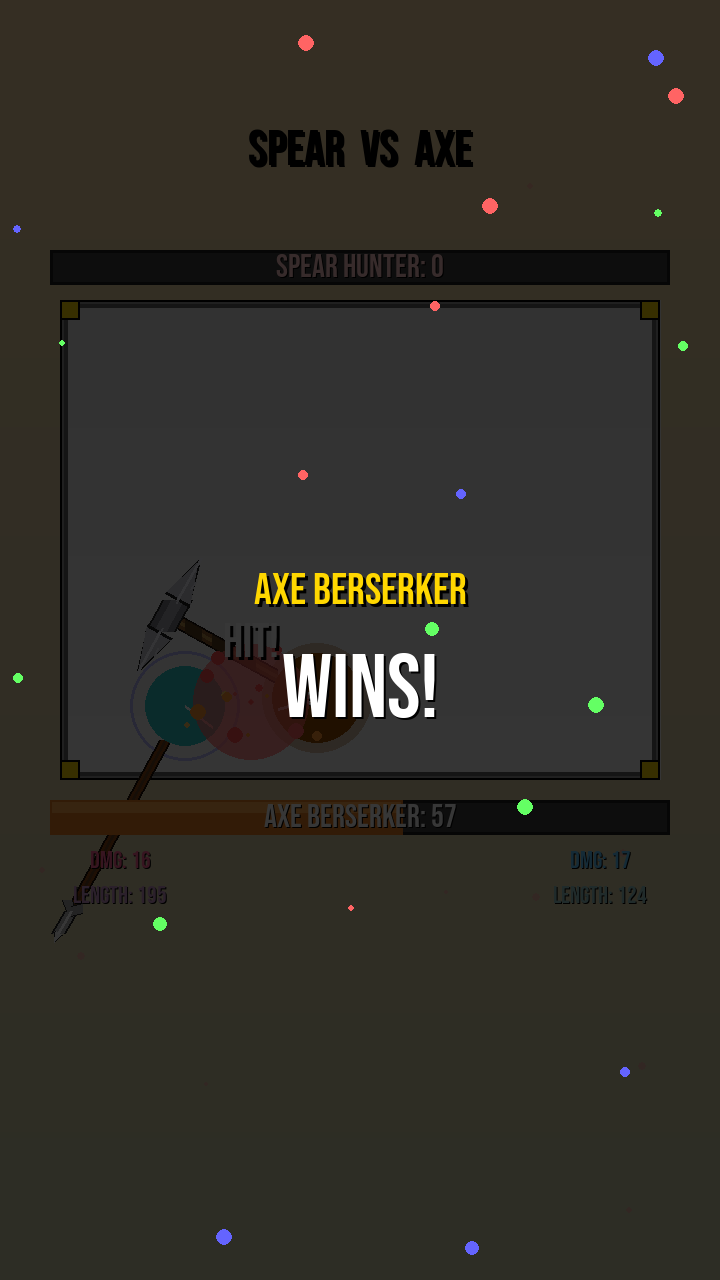 SPEAR VS AXE
SPEAR HUNTER: 0
AXE BERSERKER
HIT!
WINS!
AXE BERSERKER: 57
DMG: 16
DMG: 17
LENGTH: 195
LENGTH: 124